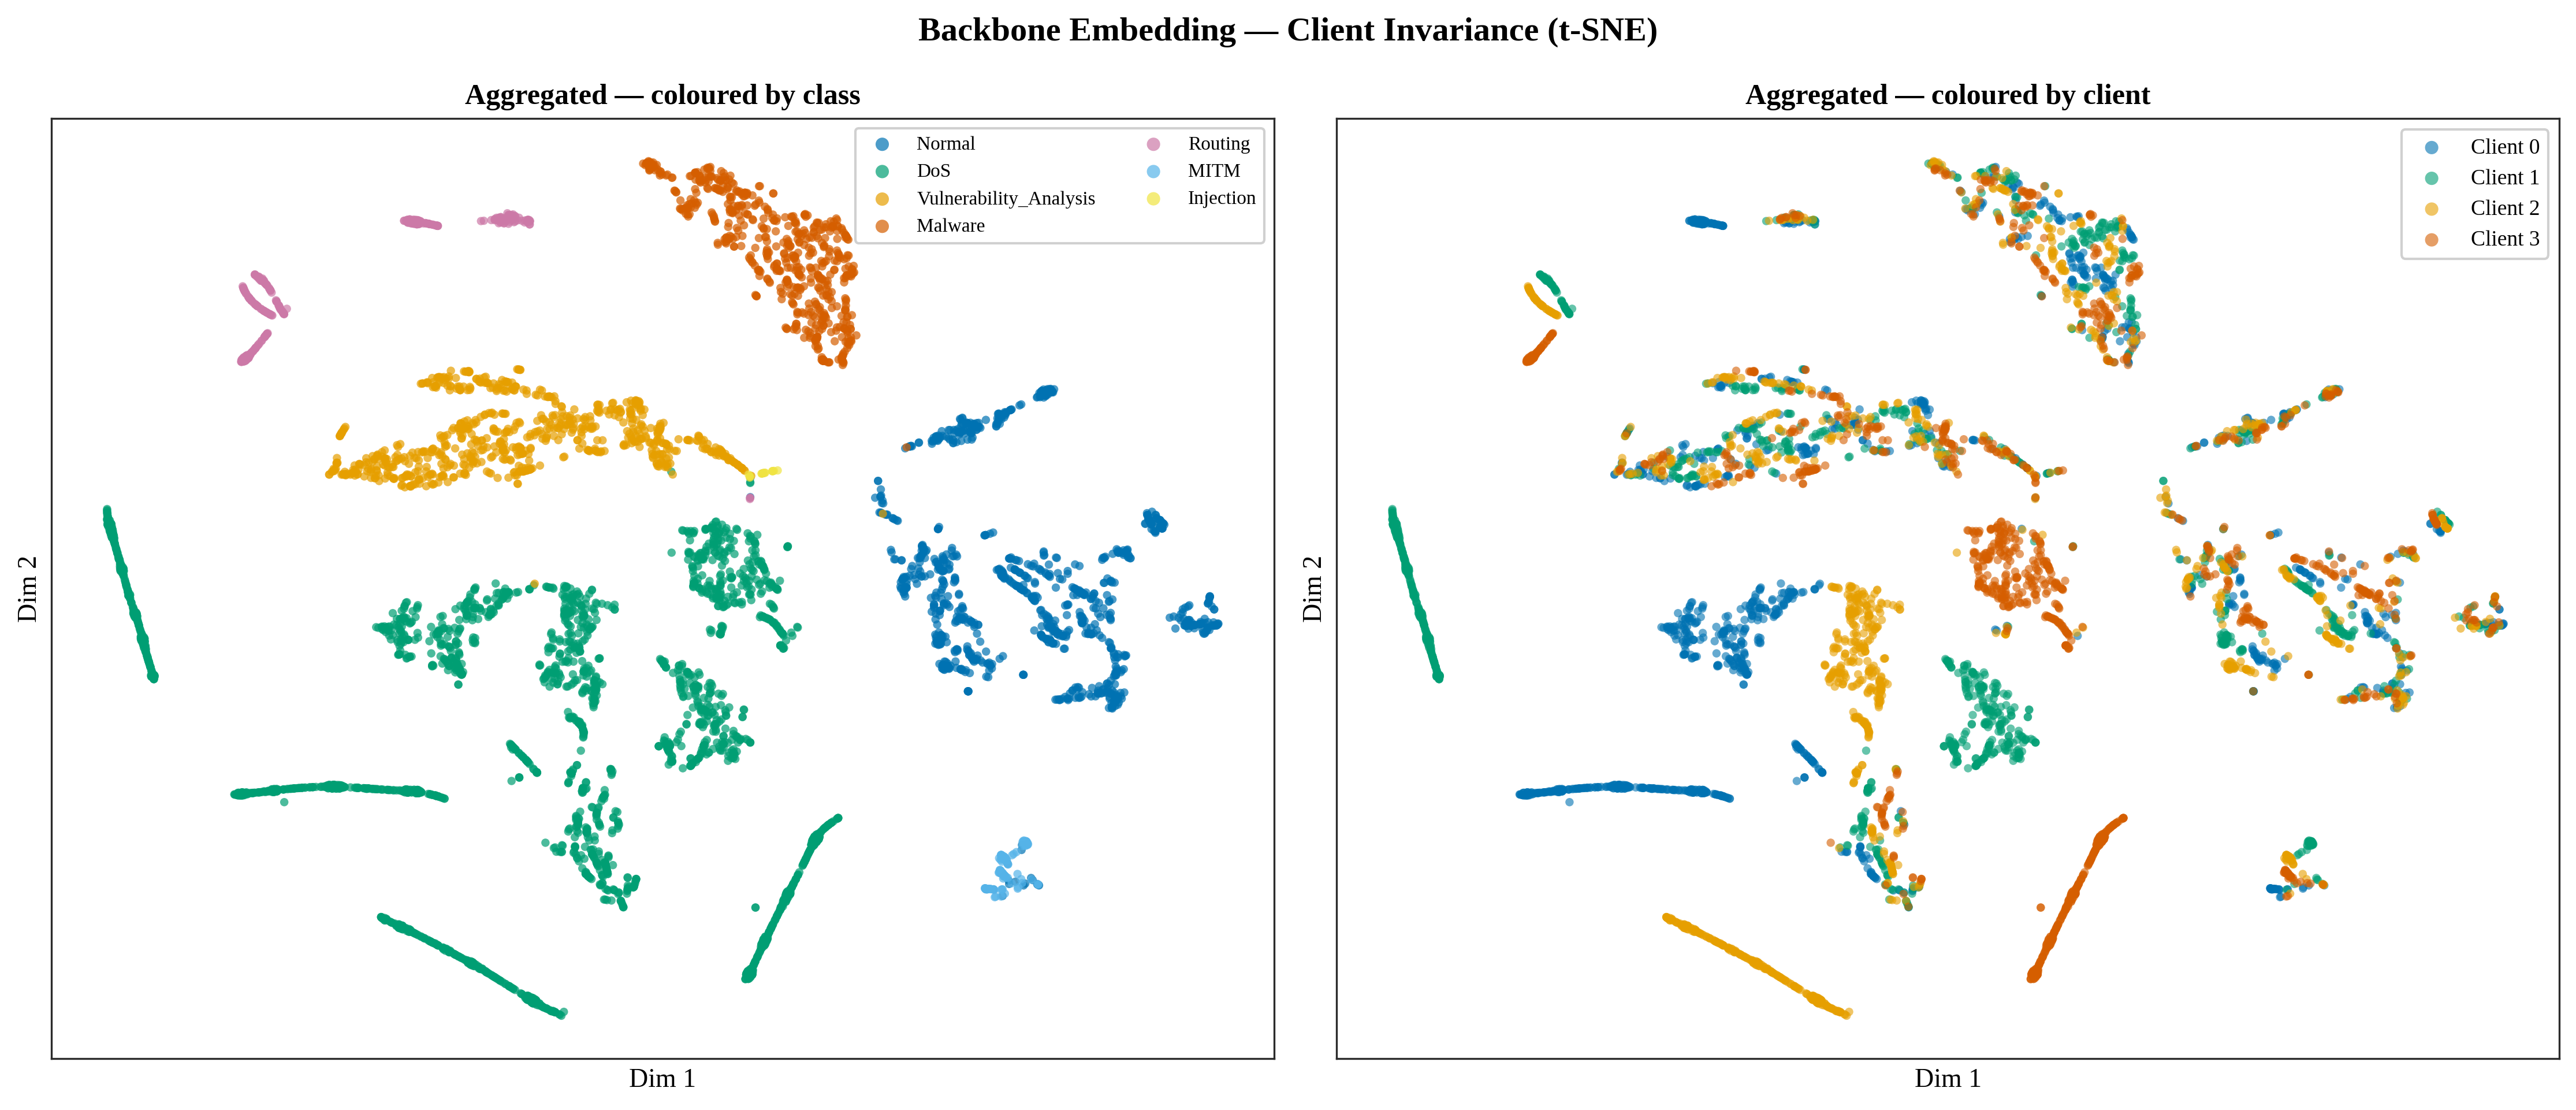 Backbone Embedding — Client Invariance (t-SNE)
Aggregated — coloured by class
Normal
DoS
Vulnerability_Analysis
Malware
Routing
MITM
Injection
Dim 2
Dim 1
Aggregated — coloured by client
Client 0
Client 1
Client 2
Client 3
Dim 2
Dim 1